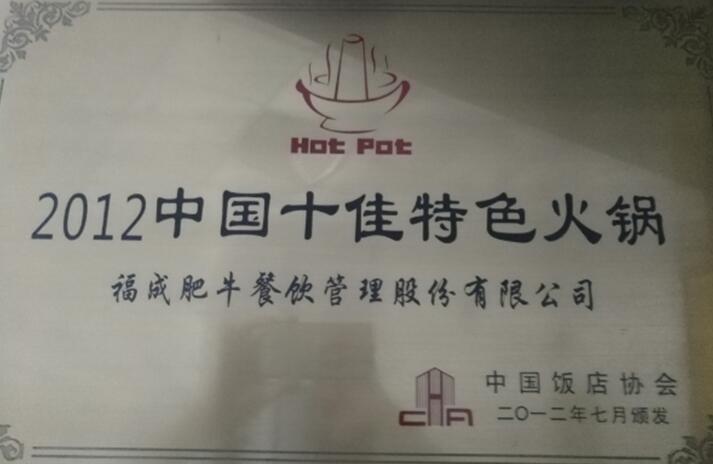 Hot Pot
2012中国十佳特色火锅
福成肥牛餐饮管理股份有限公司
CHA
中国饭店协会
二〇一二年七月颁发